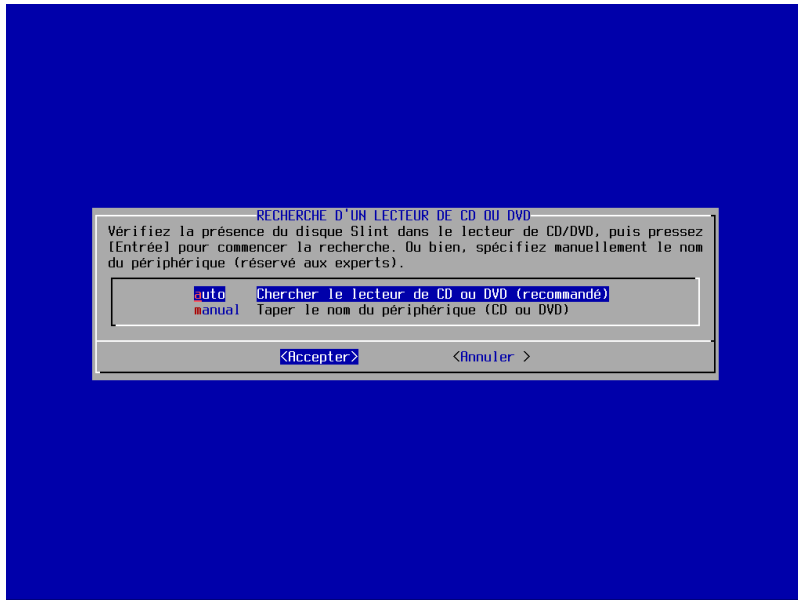 RECHERCHE D'UN LECTEUR DE CD OU DVD
Vérifiez la présence du disque Slint dans le lecteur de CD/DVD, puis pressez
[Entrée] pour commencer la recherche. Ou bien, spécifiez manuellement le nom
du périphérique (réservé aux experts).
auto Chercher le lecteur de CD ou DVD (recommandé)
manual Taper le nom du périphérique (CD ou DVD)
<Accepter> <Annuler >